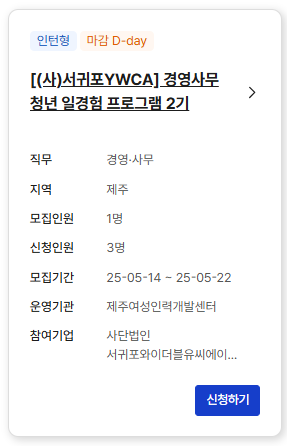 인턴형 마감 D-day
[(사)서귀포YWCA] 경영사무
청년 일경험 프로그램 2기
직무 경영·사무
지역 제주
모집인원 1명
신청인원 3명
모집기간 25-05-14 ~ 25-05-22
운영기관 제주여성인력개발센터
참여기업 사단법인
서귀포와이더블유씨에이...
신청하기